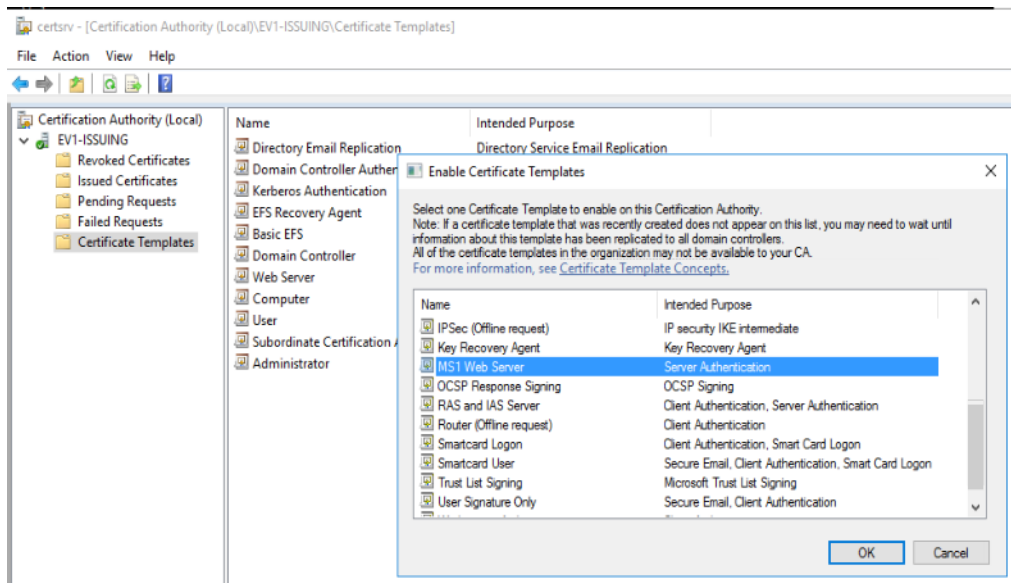 certsrv - [Certification Authority (Local)\EV1-ISSUING\Certificate Templates]
File Action View Help
Certification Authority (Local)
EV1-ISSUING
Revoked Certificates
Issued Certificates
Pending Requests
Failed Requests
Certificate Templates
Name Intended Purpose
Directory Email Replication Directory Service Email Replication
Domain Controller Auther
Kerberos Authentication
EFS Recovery Agent
Basic EFS
Domain Controller
Web Server
Computer
User
Subordinate Certification
Administrator
Enable Certificate Templates
Select one Certificate Template to enable on this Certification Authority.
Note: If a certificate template that was recently created does not appear on this list, you may need to wait until
information about this template has been replicated to all domain controllers.
All of the certificate templates in the organization may not be available to your CA.
For more information, see Certificate Template Concepts.
Name Intended Purpose
IPSec (Offline request) IP security IKE intermediate
Key Recovery Agent Key Recovery Agent
MS1 Web Server Server Authentication
OCSP Response Signing OCSP Signing
RAS and IAS Server Client Authentication, Server Authentication
Router (Offline request) Client Authentication
Smartcard Logon Client Authentication, Smart Card Logon
Smartcard User Secure Email, Client Authentication, Smart Card Logon
Trust List Signing Microsoft Trust List Signing
User Signature Only Secure Email, Client Authentication
OK Cancel